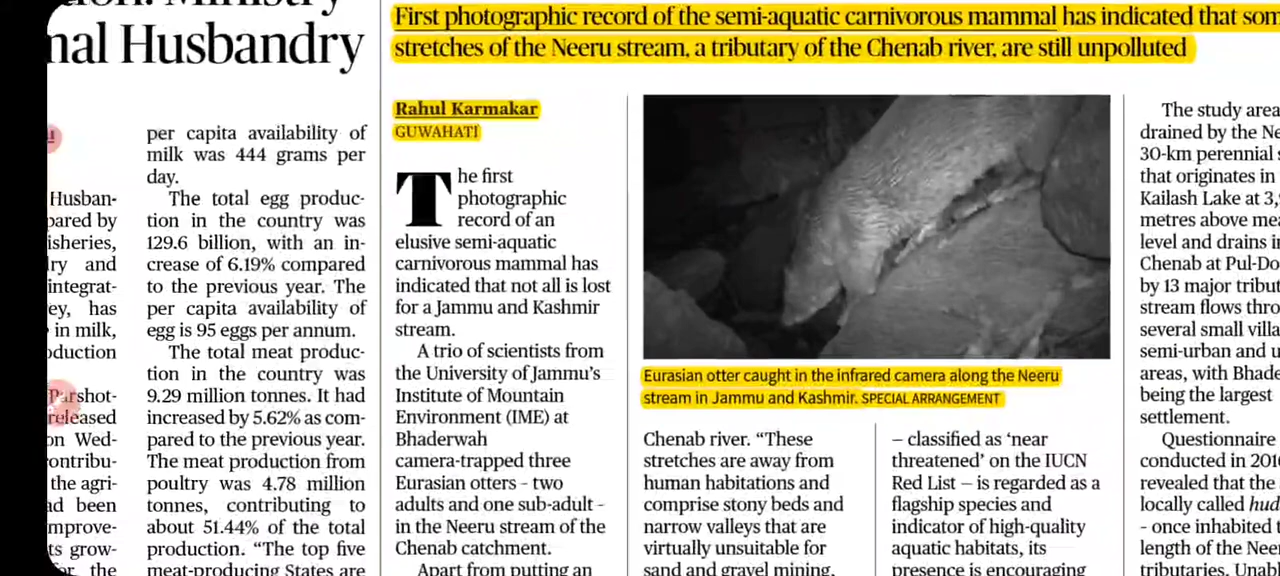 nal Husbandry
Husban-
pared by
isheries,
ry and
integrat-
ey, has
in milk,
oduction
Parshot-
released
on Wed-
ontribu-
the agri-
ad been
mprove-
ts grow-
for the
per capita availability of
milk was 444 grams per
day.
The total egg produc-
tion in the country was
129.6 billion, with an in-
crease of 6.19% compared
to the previous year. The
per capita availability of
egg is 95 eggs per annum.
The total meat produc-
tion in the country was
9.29 million tonnes. It had
increased by 5.62% as com-
pared to the previous year.
The meat production from
poultry was 4.78 million
tonnes, contributing to
about 51.44% of the total
production. “The top five
meat-producing States are
First photographic record of the semi-aquatic carnivorous mammal has indicated that som
stretches of the Neeru stream, a tributary of the Chenab river, are still unpolluted
Rahul Karmakar
GUWAHATI
The first
photographic
record of an
elusive semi-aquatic
carnivorous mammal has
indicated that not all is lost
for a Jammu and Kashmir
stream.
A trio of scientists from
the University of Jammu’s
Institute of Mountain
Environment (IME) at
Bhaderwah
camera-trapped three
Eurasian otters – two
adults and one sub-adult –
in the Neeru stream of the
Chenab catchment.
Apart from putting an
Eurasian otter caught in the infrared camera along the Neeru
stream in Jammu and Kashmir. SPECIAL ARRANGEMENT
Chenab river. “These
stretches are away from
human habitations and
comprise stony beds and
narrow valleys that are
virtually unsuitable for
sand and gravel mining,
– classified as ‘near
threatened’ on the IUCN
Red List – is regarded as a
flagship species and
indicator of high-quality
aquatic habitats, its
presence is encouraging
The study area
drained by the Ne
30-km perennial s
that originates in
Kailash Lake at 3,9
metres above mea
level and drains i
Chenab at Pul-Do
by 13 major tribut
stream flows thro
several small villa
semi-urban and u
areas, with Bhade
being the largest
settlement.
Questionnaire
conducted in 2016
revealed that the
locally called hud
– once inhabited t
length of the Neer
tributaries. Unabl